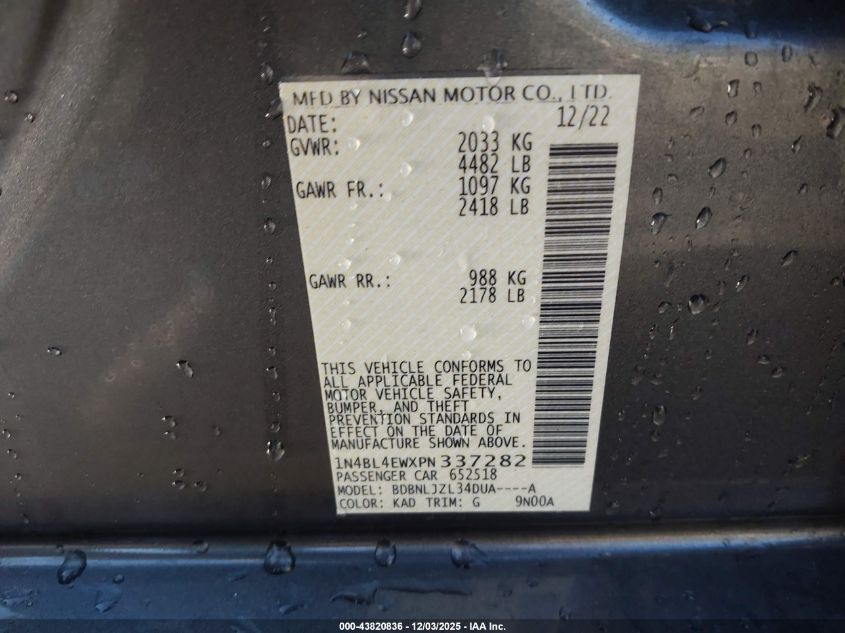 MFD BY NISSAN MOTOR CO., LTD.
DATE: 12/22
GVWR: 2033 KG
4482 LB
GAWR FR.: 1097 KG
2418 LB
GAWR RR.: 988 KG
2178 LB
THIS VEHICLE CONFORMS TO
ALL APPLICABLE FEDERAL
MOTOR VEHICLE SAFETY,
BUMPER, AND THEFT
PREVENTION STANDARDS IN
EFFECT ON THE DATE OF
MANUFACTURE SHOWN ABOVE.
1N4BL4EWXPN337282
PASSENGER CAR 652518
MODEL: BDBNLJZL34DUA----A
COLOR: KAD TRIM: G 9N00A
000-43820836 - 12/03/2025 - IAA Inc.